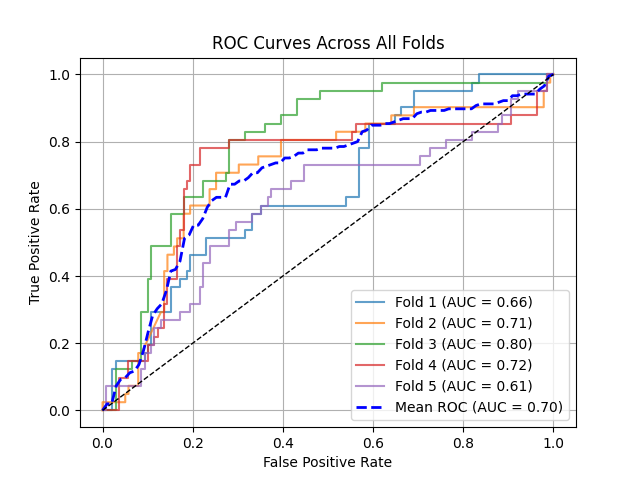 ROC Curves Across All Folds
True Positive Rate
1.0
0.8
0.6
0.4
0.2
0.0
Fold 1 (AUC = 0.66)
Fold 2 (AUC = 0.71)
Fold 3 (AUC = 0.80)
Fold 4 (AUC = 0.72)
Fold 5 (AUC = 0.61)
Mean ROC (AUC = 0.70)
0.0 0.2 0.4 0.6 0.8 1.0
False Positive Rate